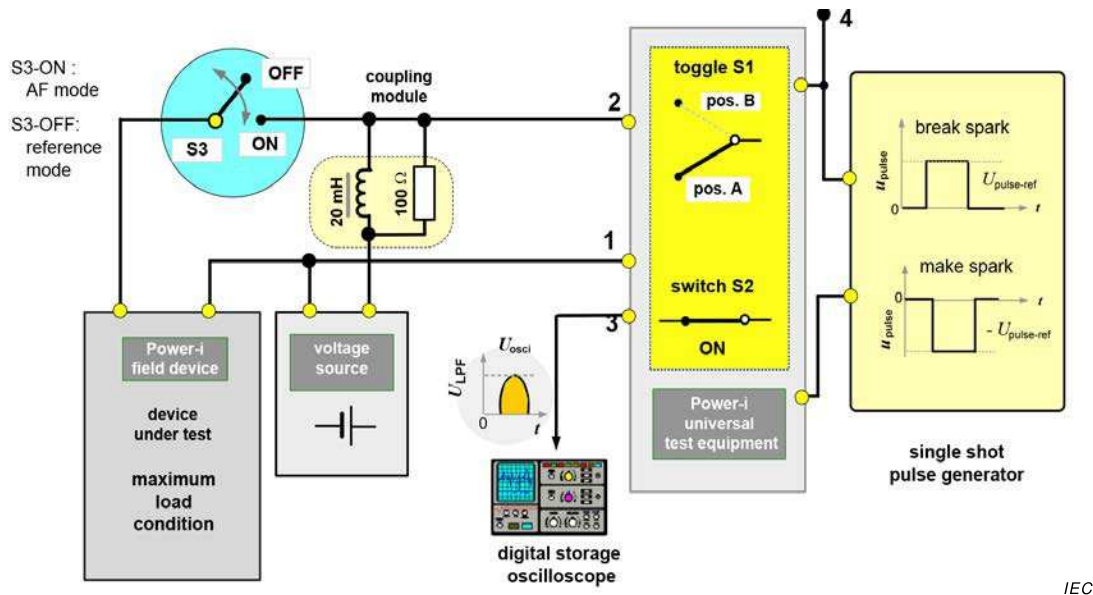 S3-ON :
AF mode
S3-OFF:
reference
mode
OFF
S3
ON
coupling
module
20 mH
100 Ω
2
1
3
4
toggle S1
pos. B
pos. A
switch S2
ON
Power-i
universal
test equipment
break spark
u pulse
0
U pulse-ref
t
make spark
0
u pulse
t
- U pulse-ref
single shot
pulse generator
Power-i
field device
device
under test
maximum
load
condition
voltage
source
U osci
U LPF
0
t
digital storage
oscilloscope
IEC